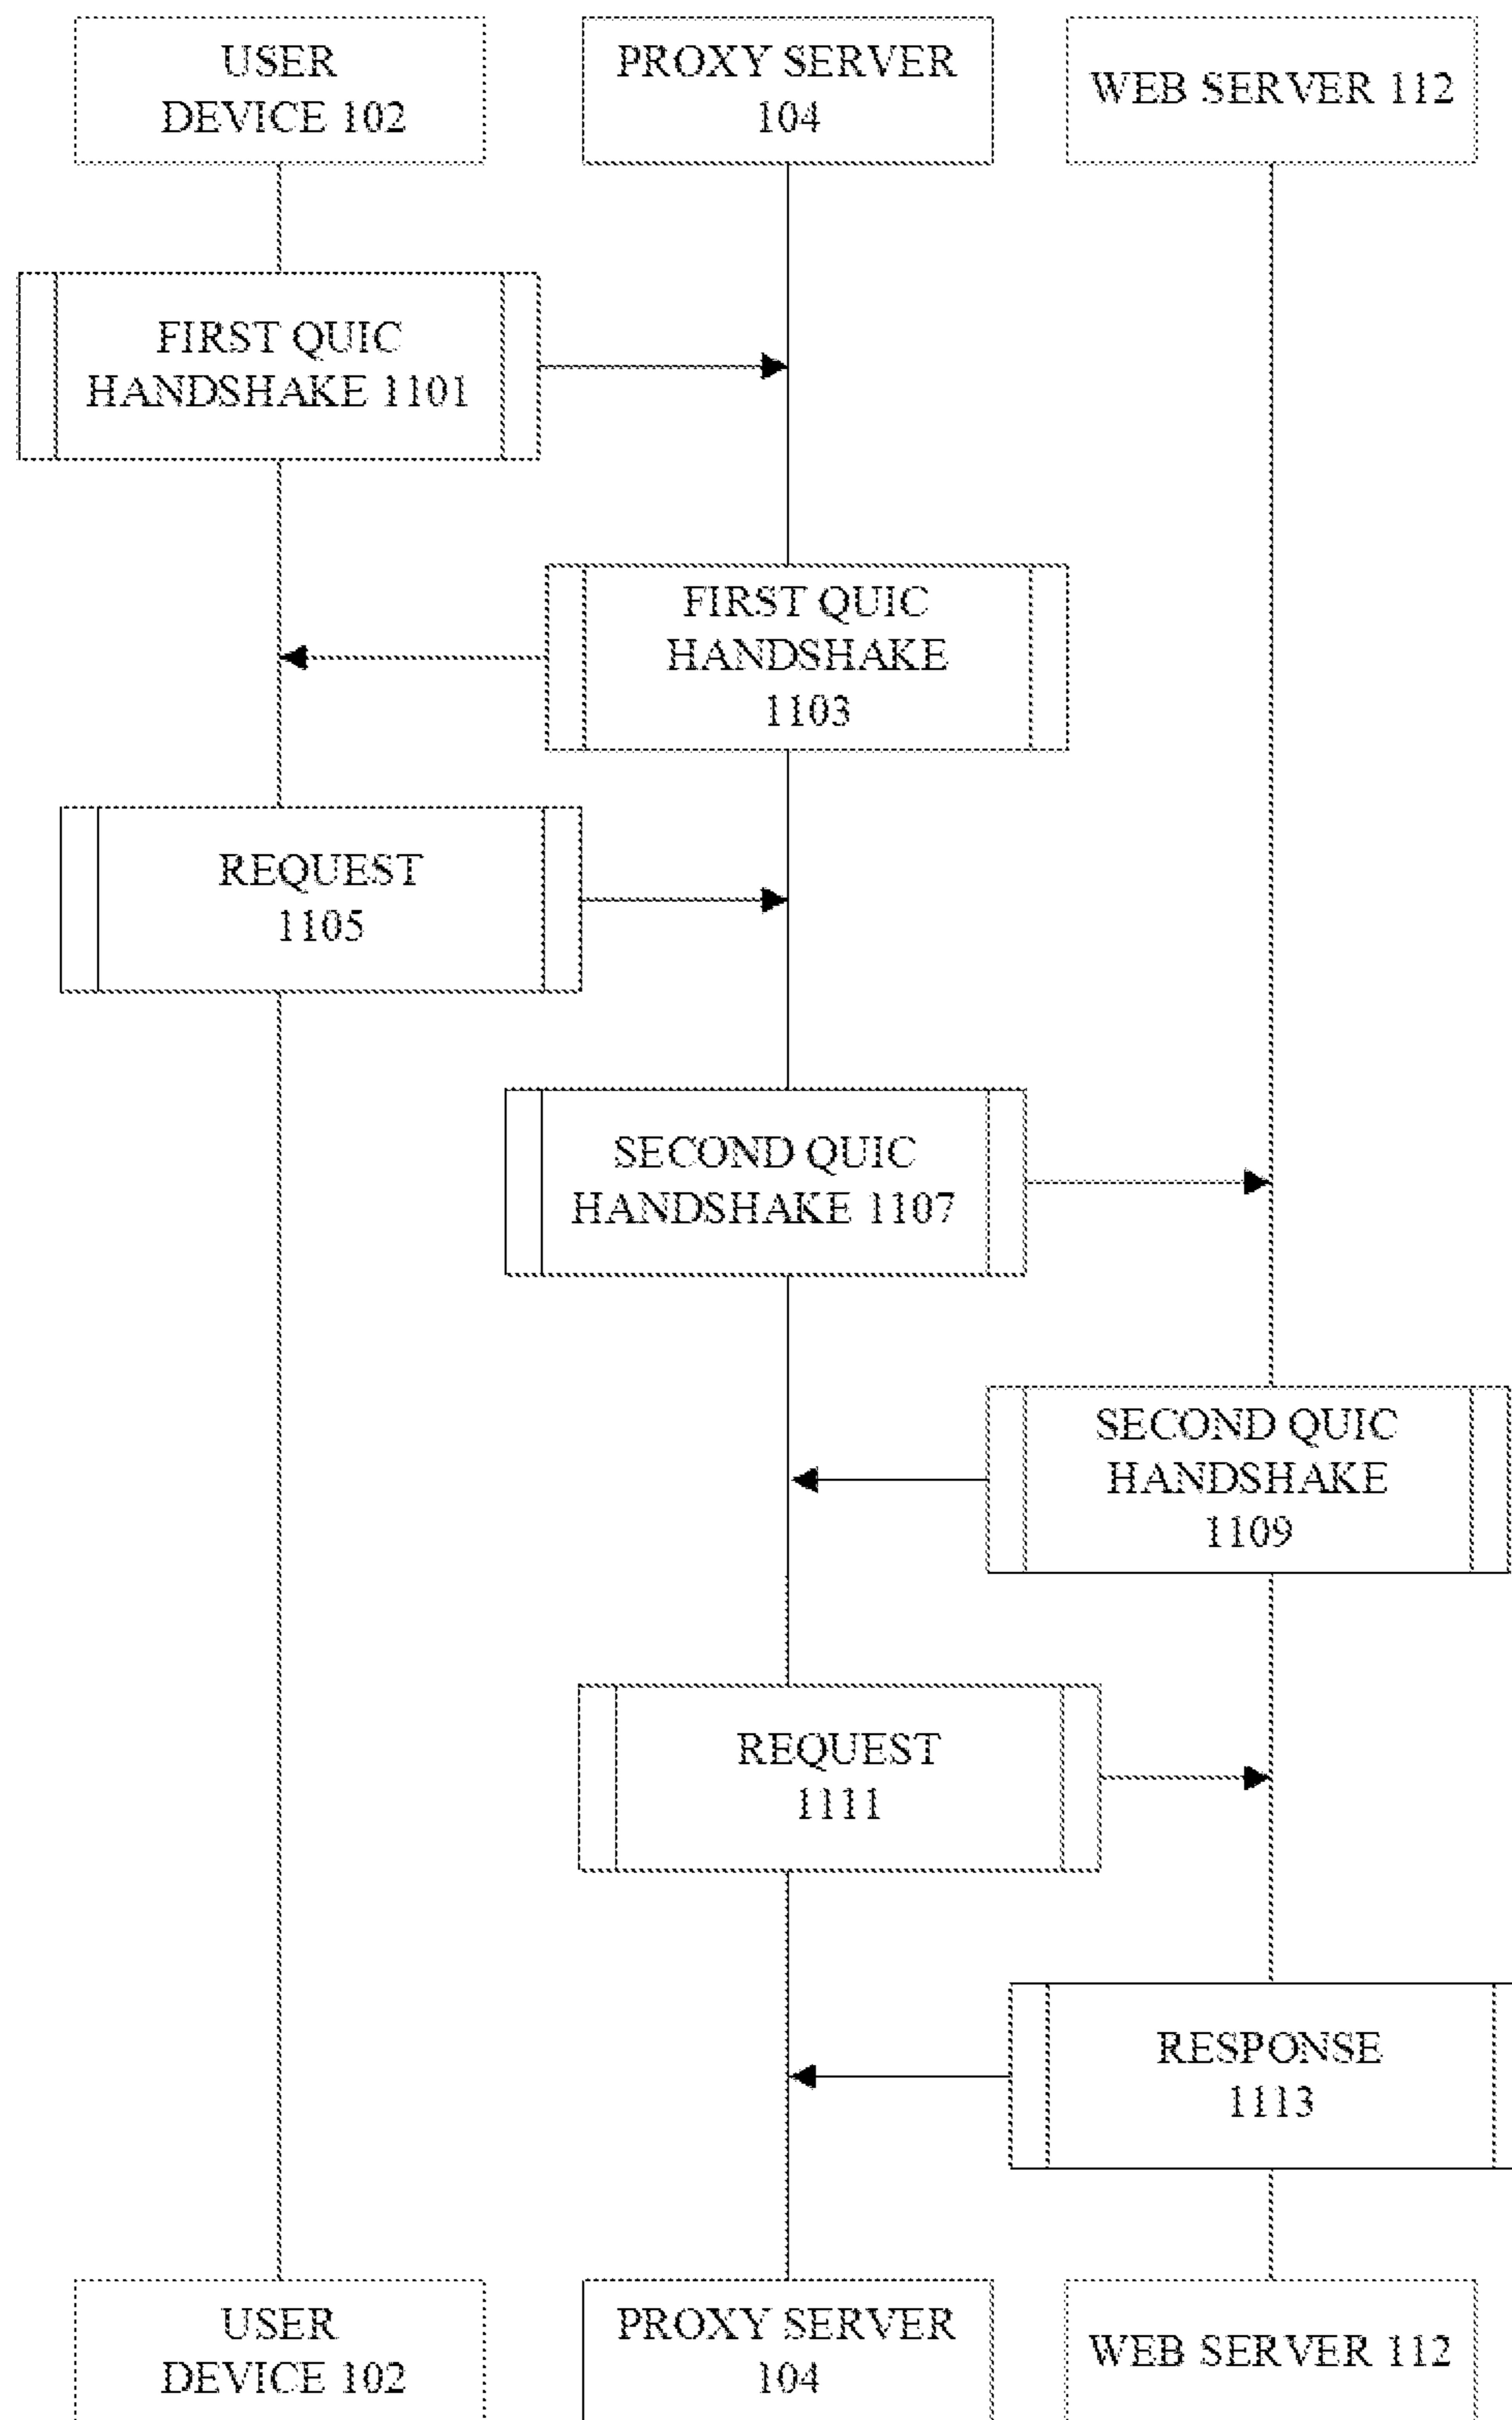 USER
DEVICE 102
PROXY SERVER
104
WEB SERVER 112
FIRST QUIC
HANDSHAKE 1101
FIRST QUIC
HANDSHAKE
1103
REQUEST
1105
SECOND QUIC
HANDSHAKE 1107
SECOND QUIC
HANDSHAKE
1109
REQUEST
1111
RESPONSE
1113
USER
DEVICE 102
PROXY SERVER
104
WEB SERVER 112